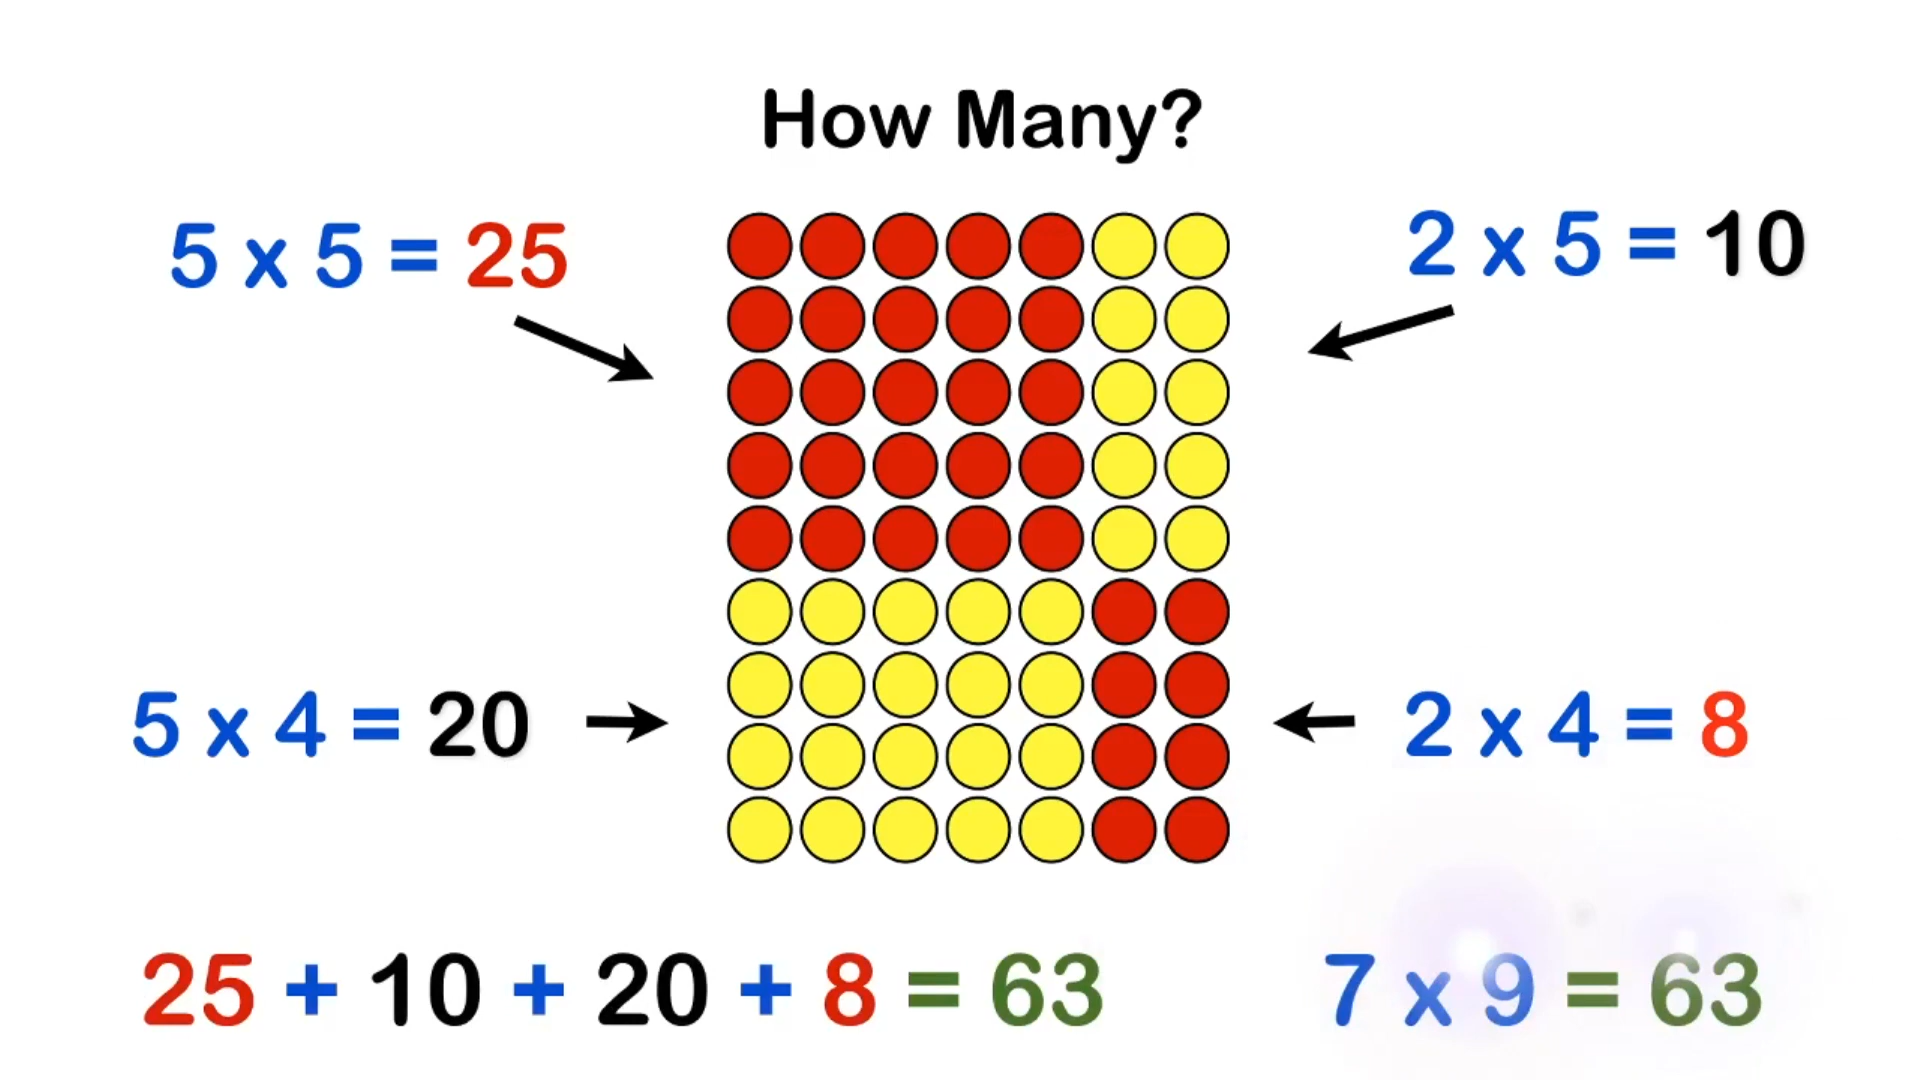 How Many?
5 x 5 = 25
2 x 5 = 10
5 x 4 = 20
2 x 4 = 8
25 + 10 + 20 + 8 = 63
7 x 9 = 63